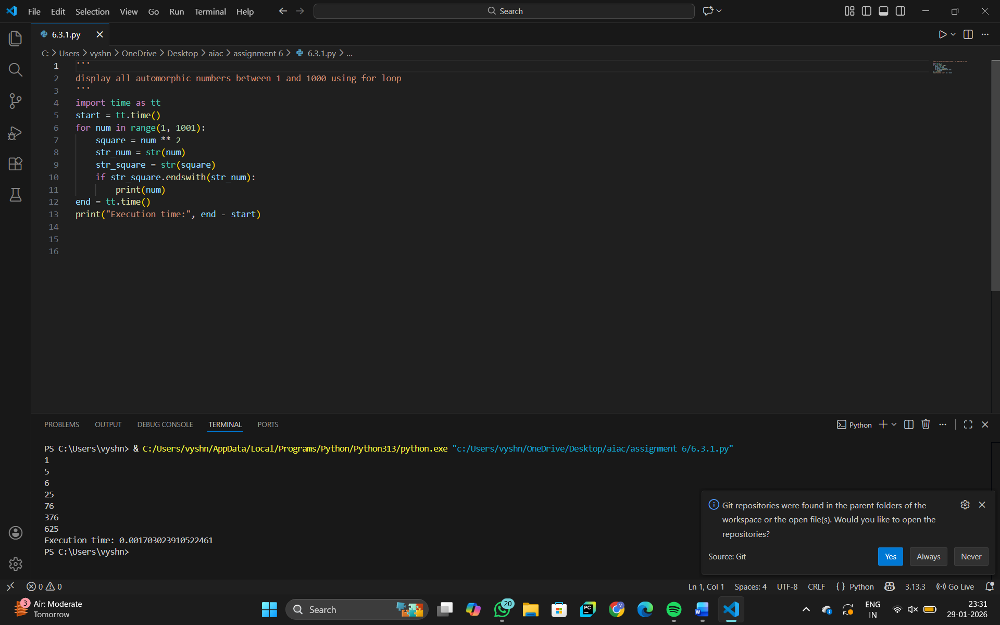 File Edit Selection View Go Run Terminal Help
Search
6.3.1.py
C: > Users > vyshn > OneDrive > Desktop > aiac > assignment 6 > 6.3.1.py > ...
1 '''
2 display all automorphic numbers between 1 and 1000 using for loop
3 '''
4 import time as tt
5 start = tt.time()
6 for num in range(1, 1001):
7 square = num ** 2
8 str_num = str(num)
9 str_square = str(square)
10 if str_square.endswith(str_num):
11 print(num)
12 end = tt.time()
13 print("Execution time:", end - start)
14
15
16
PROBLEMS OUTPUT DEBUG CONSOLE TERMINAL PORTS
Python
PS C:\Users\vyshn> & C:/Users/vyshn/AppData/Local/Programs/Python/Python313/python.exe "c:/Users/vyshn/OneDrive/Desktop/aiac/assignment 6/6.3.1.py"
1
5
6
25
76
376
625
Execution time: 0.001703023910522461
PS C:\Users\vyshn>
Git repositories were found in the parent folders of the
workspace or the open file(s). Would you like to open the
repositories?
Source: Git
Yes Always Never
0 0
Ln 1, Col 1 Spaces: 4 UTF-8 CRLF { } Python 3.13.3 Go Live
3
Air: Moderate
Tomorrow
Search
20
PC
V
W
ENG
IN
23:31
29-01-2026